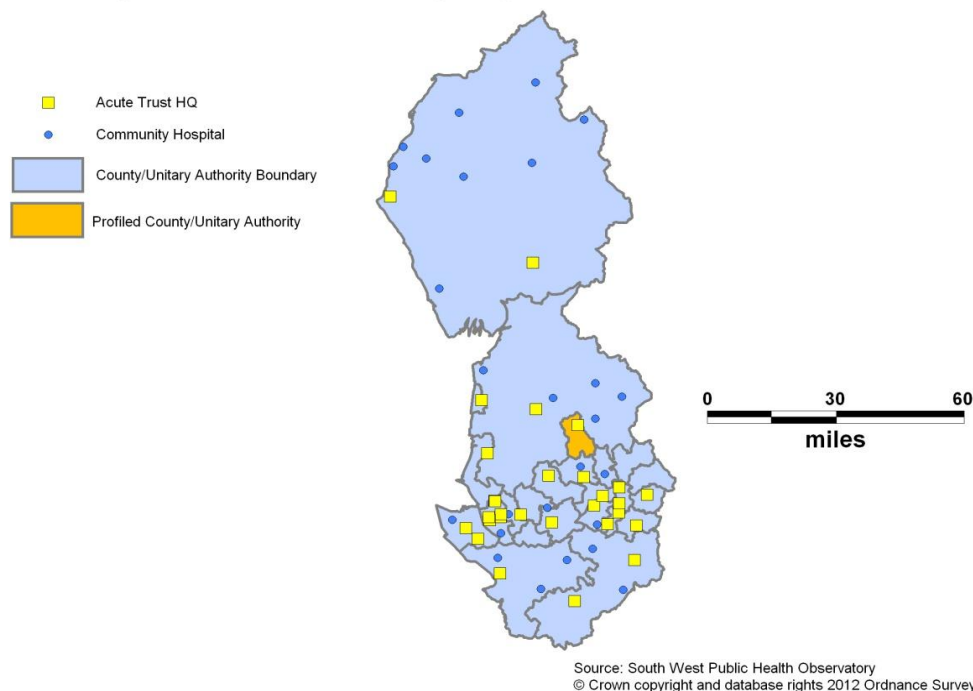 Acute Trust HQ
Community Hospital
County/Unitary Authority Boundary
Profiled County/Unitary Authority
0 30 60
miles
Source: South West Public Health Observatory
© Crown copyright and database rights 2012 Ordnance Survey